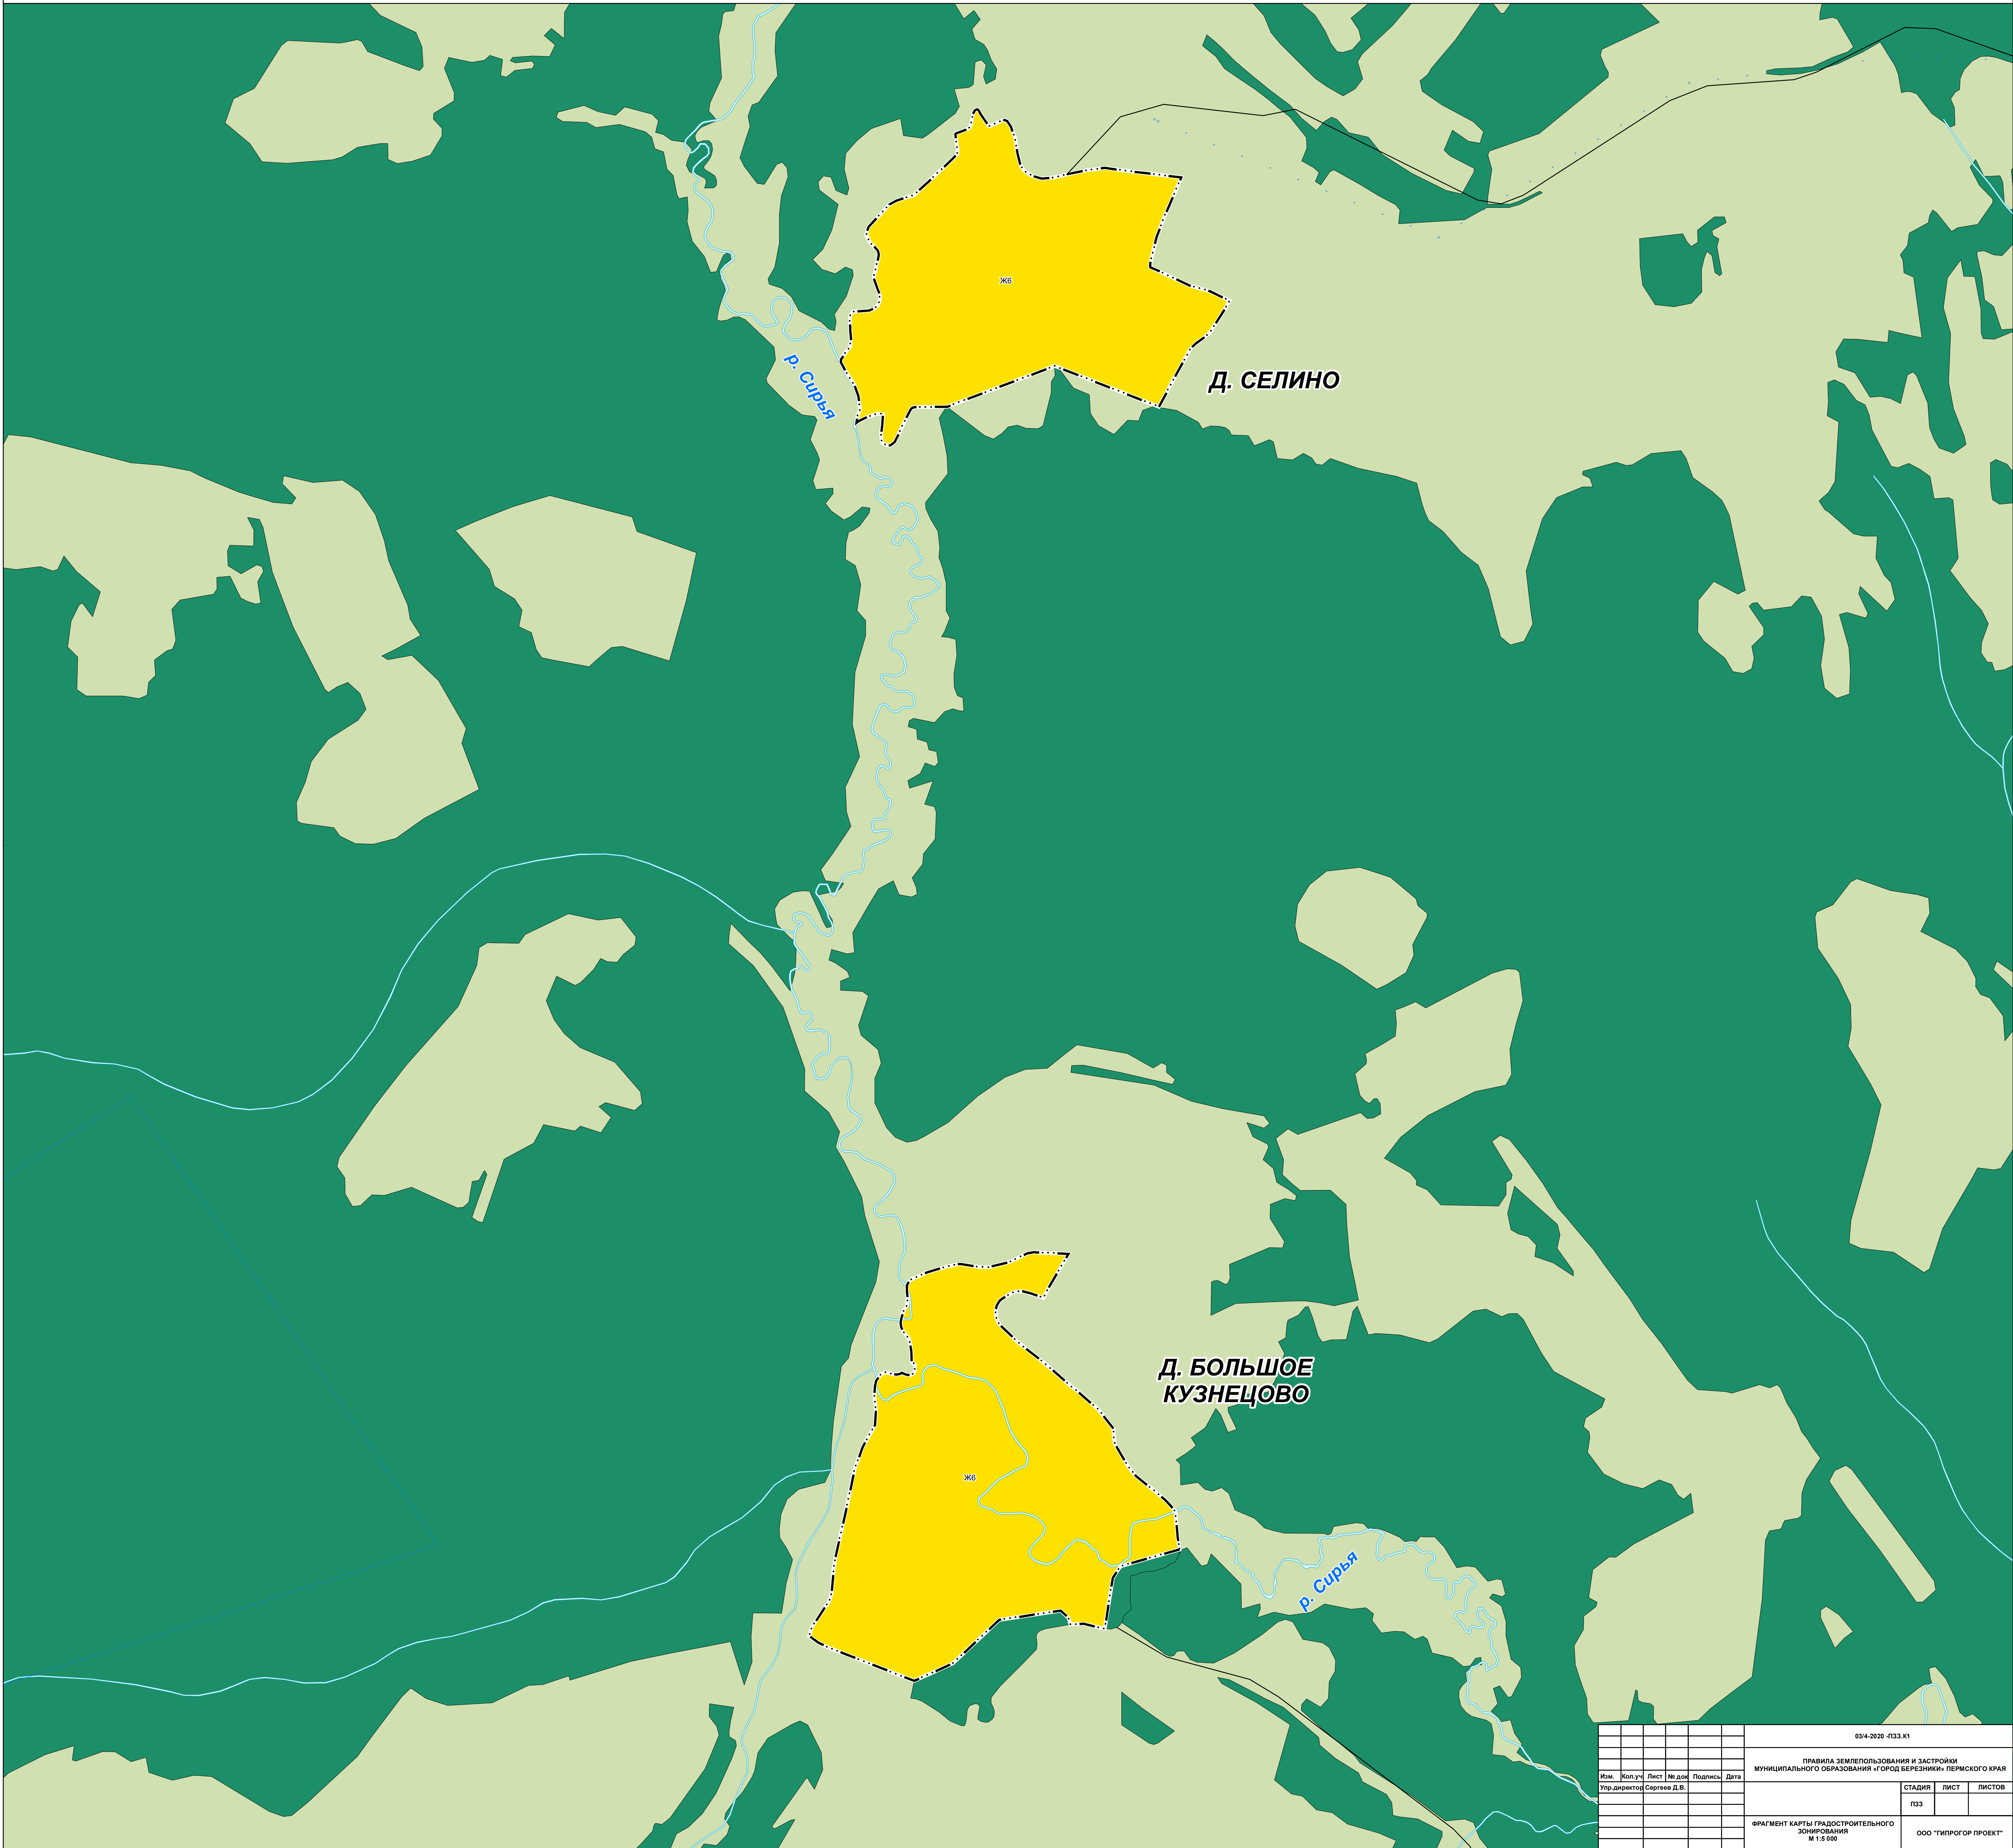 Ж6
р. Сирья
Д. СЕЛИНО
Д. БОЛЬШОЕ
КУЗНЕЦОВО
Ж6
р. Сирья
03/4-2020 -ПЗЗ.К1
ПРАВИЛА ЗЕМЛЕПОЛЬЗОВАНИЯ И ЗАСТРОЙКИ
МУНИЦИПАЛЬНОГО ОБРАЗОВАНИЯ «ГОРОД БЕРЕЗНИКИ» ПЕРМСКОГО КРАЯ
Изм. Кол.уч Лист № док Подпись Дата
Упр.директор Сергеев Д.В.
СТАДИЯ ЛИСТ ЛИСТОВ
ПЗЗ
ФРАГМЕНТ КАРТЫ ГРАДОСТРОИТЕЛЬНОГО
ЗОНИРОВАНИЯ
М 1:5 000
ООО "ГИПРОГОР ПРОЕКТ"